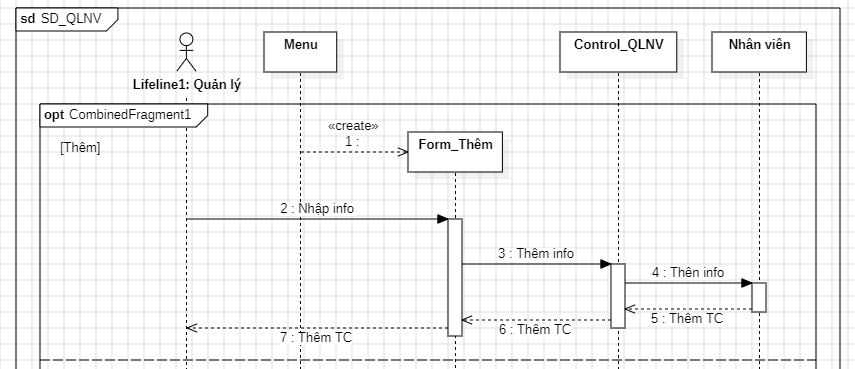 sd SD_QLNV
Menu
Control_QLNV
Nhân viên
Lifeline1: Quản lý
opt CombinedFragment1
[Thêm]
«create»
1 :
Form_Thêm
2 : Nhập info
3 : Thêm info
4 : Thên info
5 : Thêm TC
6 : Thêm TC
7 : Thêm TC